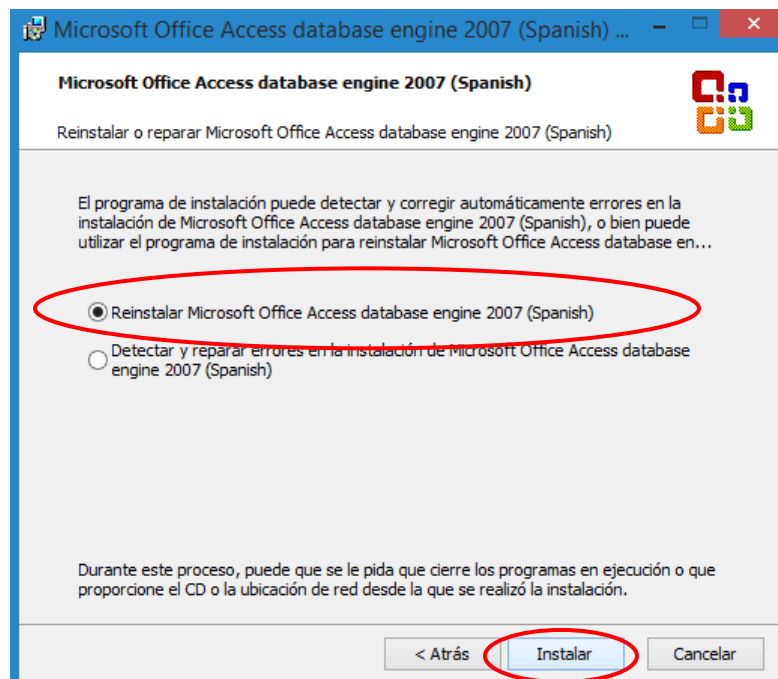 Microsoft Office Access database engine 2007 (Spanish) ...
Microsoft Office Access database engine 2007 (Spanish)
Reinstalar o reparar Microsoft Office Access database engine 2007 (Spanish)
El programa de instalación puede detectar y corregir automáticamente errores en la
instalación de Microsoft Office Access database engine 2007 (Spanish), o bien puede
utilizar el programa de instalación para reinstalar Microsoft Office Access database en...
Reinstalar Microsoft Office Access database engine 2007 (Spanish)
Detectar y reparar errores en la instalación de Microsoft Office Access database
engine 2007 (Spanish)
Durante este proceso, puede que se le pida que cierre los programas en ejecución o que
proporcione el CD o la ubicación de red desde la que se realizó la instalación.
< Atrás Instalar Cancelar